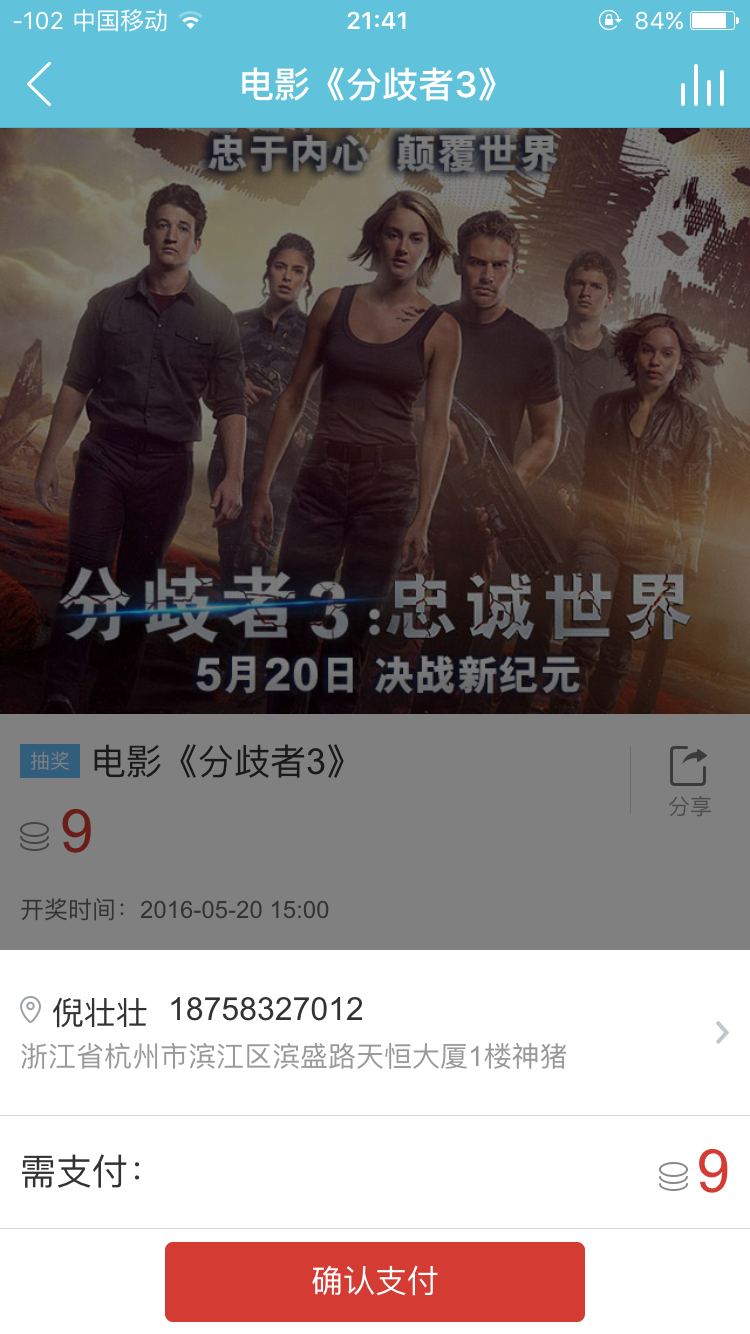 -102 中国移动 21:41 84%
电影《分歧者3》
忠于内心 颠覆世界
分歧者3:忠诚世界
5月20日 决战新纪元
抽奖 电影《分歧者3》
分享
9
开奖时间：2016-05-20 15:00
倪壮壮 18758327012
浙江省杭州市滨江区滨盛路天恒大厦1楼神猪
需支付： 9
确认支付